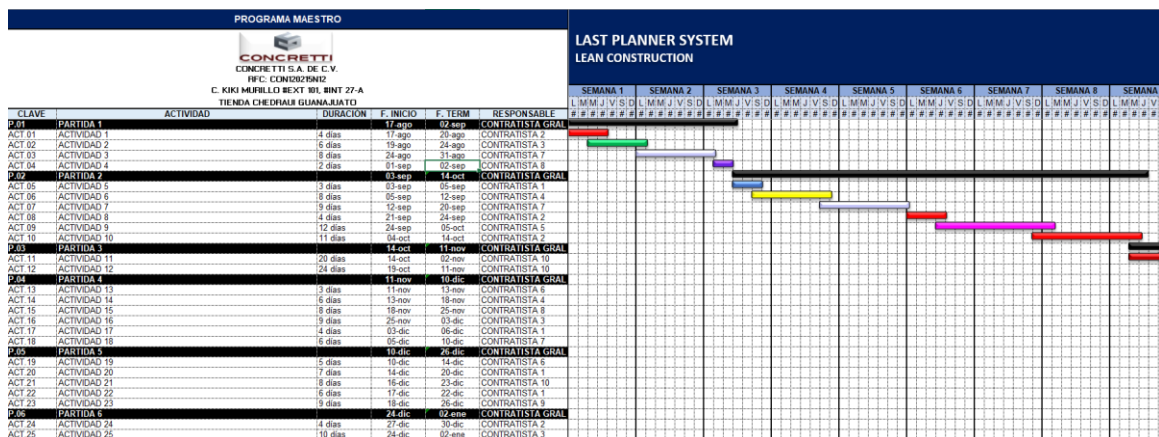 PROGRAMA MAESTRO
CONCRETTI
CONCRETTI S.A. DE C.V.
RFC: CON120215N12
C. KIKI MURILLO #EXT 101, #INT 27-A
TIENDA CHEDRAUI GUANAJUATO
LAST PLANNER SYSTEM
LEAN CONSTRUCTION
SEMANA 1 SEMANA 2 SEMANA 3 SEMANA 4 SEMANA 5 SEMANA 6 SEMANA 7 SEMANA 8 SEMANA
L M M J V S D L M M J V S D L M M J V S D L M M J V S D L M M J V S D L M M J V S D L M M J V S D L M M J V S D L M M J V
CLAVE ACTIVIDAD DURACIÓN F. INICIO F. TERM RESPONSABLE # # # # # # # # # # # # # # # # # # # # # # # # # # # # # # # # # # # # # # # # # # # # # # # # # # # # # # # # # # # # #
P.01 PARTIDA 1 17-ago 02-sep CONTRATISTA GRAL
ACT.01 ACTIVIDAD 1 4 días 17-ago 20-ago CONTRATISTA 2
ACT.02 ACTIVIDAD 2 6 días 19-ago 24-ago CONTRATISTA 3
ACT.03 ACTIVIDAD 3 8 días 24-ago 31-ago CONTRATISTA 7
ACT.04 ACTIVIDAD 4 2 días 01-sep 02-sep CONTRATISTA 8
P.02 PARTIDA 2 03-sep 14-oct CONTRATISTA GRAL
ACT.05 ACTIVIDAD 5 3 días 03-sep 05-sep CONTRATISTA 1
ACT.06 ACTIVIDAD 6 8 días 05-sep 12-sep CONTRATISTA 4
ACT.07 ACTIVIDAD 7 9 días 12-sep 20-sep CONTRATISTA 7
ACT.08 ACTIVIDAD 8 4 días 21-sep 24-sep CONTRATISTA 2
ACT.09 ACTIVIDAD 9 12 días 24-sep 05-oct CONTRATISTA 5
ACT.10 ACTIVIDAD 10 11 días 04-oct 14-oct CONTRATISTA 2
P.03 PARTIDA 3 14-oct 11-nov CONTRATISTA GRAL
ACT.11 ACTIVIDAD 11 20 días 14-oct 02-nov CONTRATISTA 10
ACT.12 ACTIVIDAD 12 24 días 19-oct 11-nov CONTRATISTA 10
P.04 PARTIDA 4 11-nov 10-dic CONTRATISTA GRAL
ACT.13 ACTIVIDAD 13 3 días 11-nov 13-nov CONTRATISTA 6
ACT.14 ACTIVIDAD 14 6 días 13-nov 18-nov CONTRATISTA 4
ACT.15 ACTIVIDAD 15 8 días 18-nov 25-nov CONTRATISTA 8
ACT.16 ACTIVIDAD 16 9 días 25-nov 03-dic CONTRATISTA 3
ACT.17 ACTIVIDAD 17 4 días 03-dic 06-dic CONTRATISTA 1
ACT.18 ACTIVIDAD 18 6 días 05-dic 10-dic CONTRATISTA 7
P.05 PARTIDA 5 10-dic 26-dic CONTRATISTA GRAL
ACT.19 ACTIVIDAD 19 5 días 10-dic 14-dic CONTRATISTA 6
ACT.20 ACTIVIDAD 20 7 días 14-dic 20-dic CONTRATISTA 1
ACT.21 ACTIVIDAD 21 8 días 16-dic 23-dic CONTRATISTA 10
ACT.22 ACTIVIDAD 22 6 días 17-dic 22-dic CONTRATISTA 1
ACT.23 ACTIVIDAD 23 9 días 18-dic 26-dic CONTRATISTA 9
P.06 PARTIDA 6 24-dic 02-ene CONTRATISTA GRAL
ACT.24 ACTIVIDAD 24 4 días 27-dic 30-dic CONTRATISTA 2
ACT.25 ACTIVIDAD 25 10 días 24-dic 02-ene CONTRATISTA 3